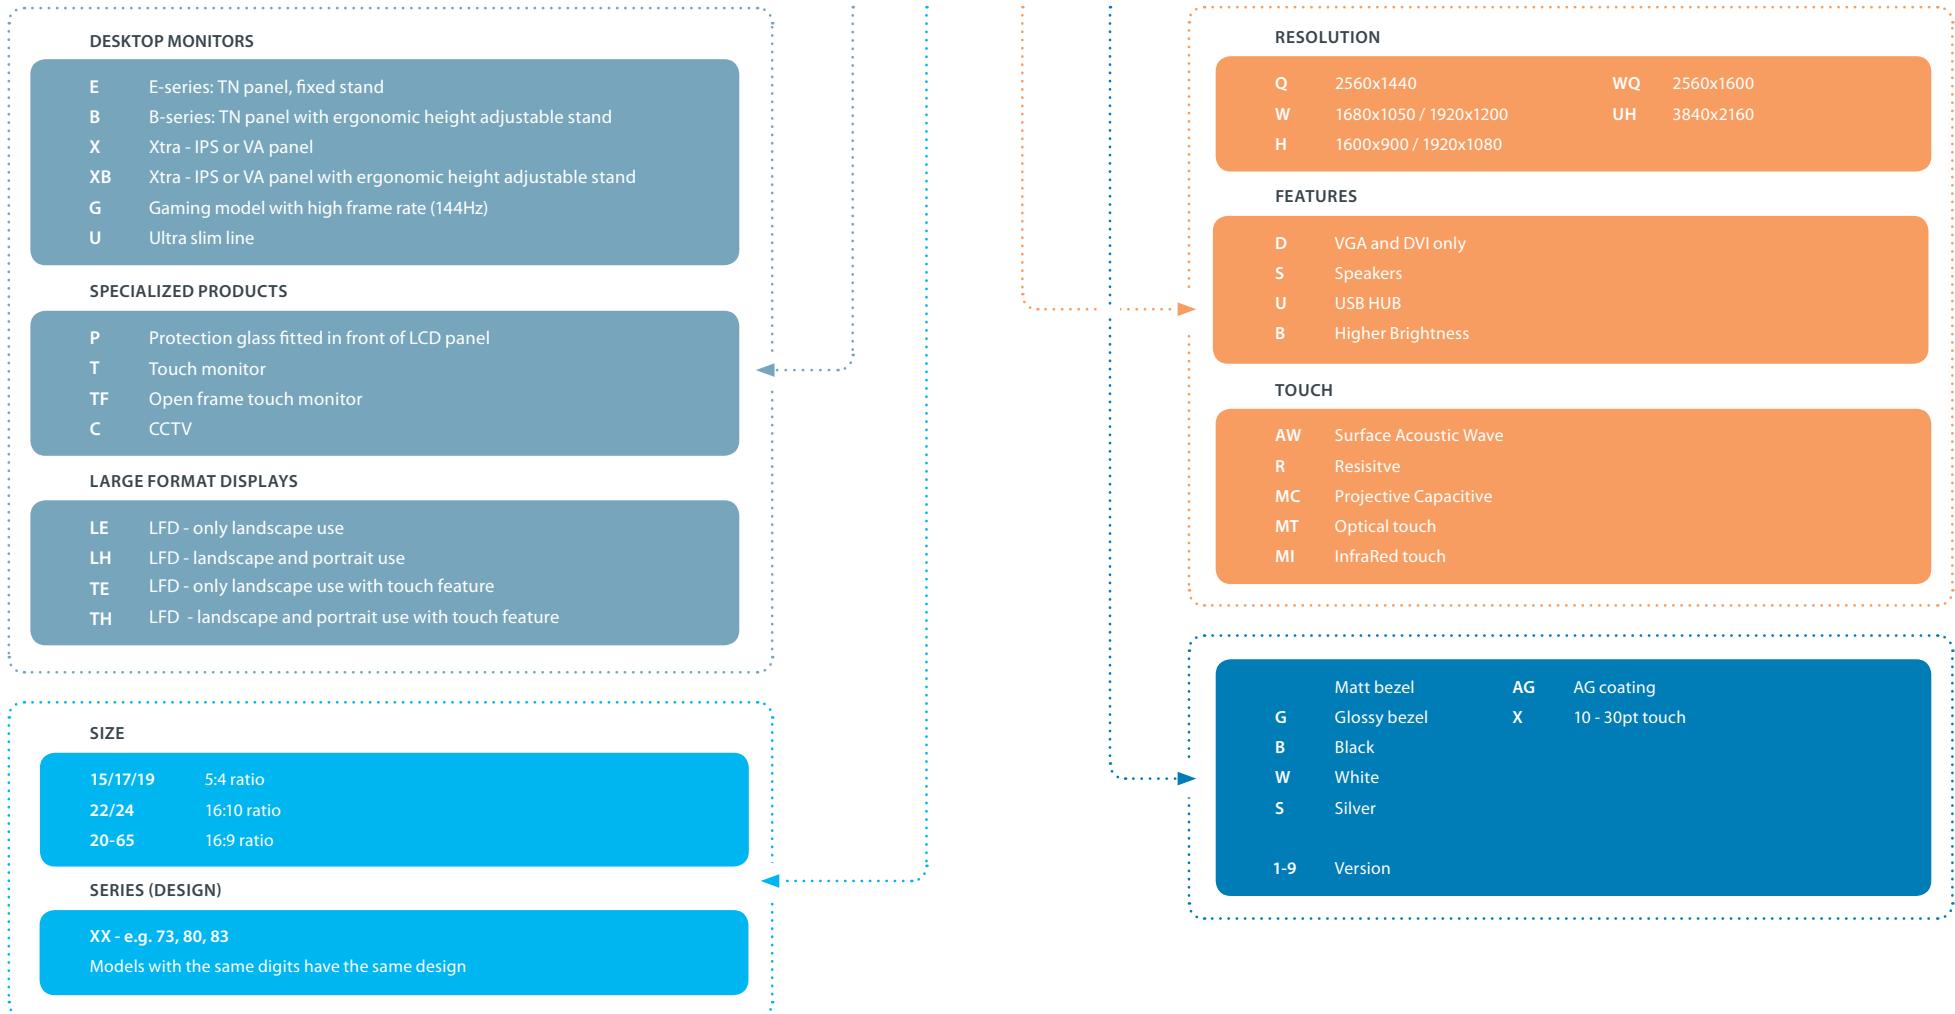 DESKTOP MONITORS
E E-series: TN panel, fixed stand
B B-series: TN panel with ergonomic height adjustable stand
X Xtra - IPS or VA panel
XB Xtra - IPS or VA panel with ergonomic height adjustable stand
G Gaming model with high frame rate (144Hz)
U Ultra slim line
SPECIALIZED PRODUCTS
P Protection glass fitted in front of LCD panel
T Touch monitor
TF Open frame touch monitor
C CCTV
LARGE FORMAT DISPLAYS
LE LFD - only landscape use
LH LFD - landscape and portrait use
TE LFD - only landscape use with touch feature
TH LFD - landscape and portrait use with touch feature
SIZE
15/17/19 5:4 ratio
22/24 16:10 ratio
20-65 16:9 ratio
SERIES (DESIGN)
XX - e.g. 73, 80, 83
Models with the same digits have the same design
RESOLUTION
Q 2560x1440 WQ 2560x1600
W 1680x1050 / 1920x1200 UH 3840x2160
H 1600x900 / 1920x1080
FEATURES
D VGA and DVI only
S Speakers
U USB HUB
B Higher Brightness
TOUCH
AW Surface Acoustic Wave
R Resisitve
MC Projective Capacitive
MT Optical touch
MI InfraRed touch
Matt bezel AG AG coating
G Glossy bezel X 10 - 30pt touch
B Black
W White
S Silver
1-9 Version